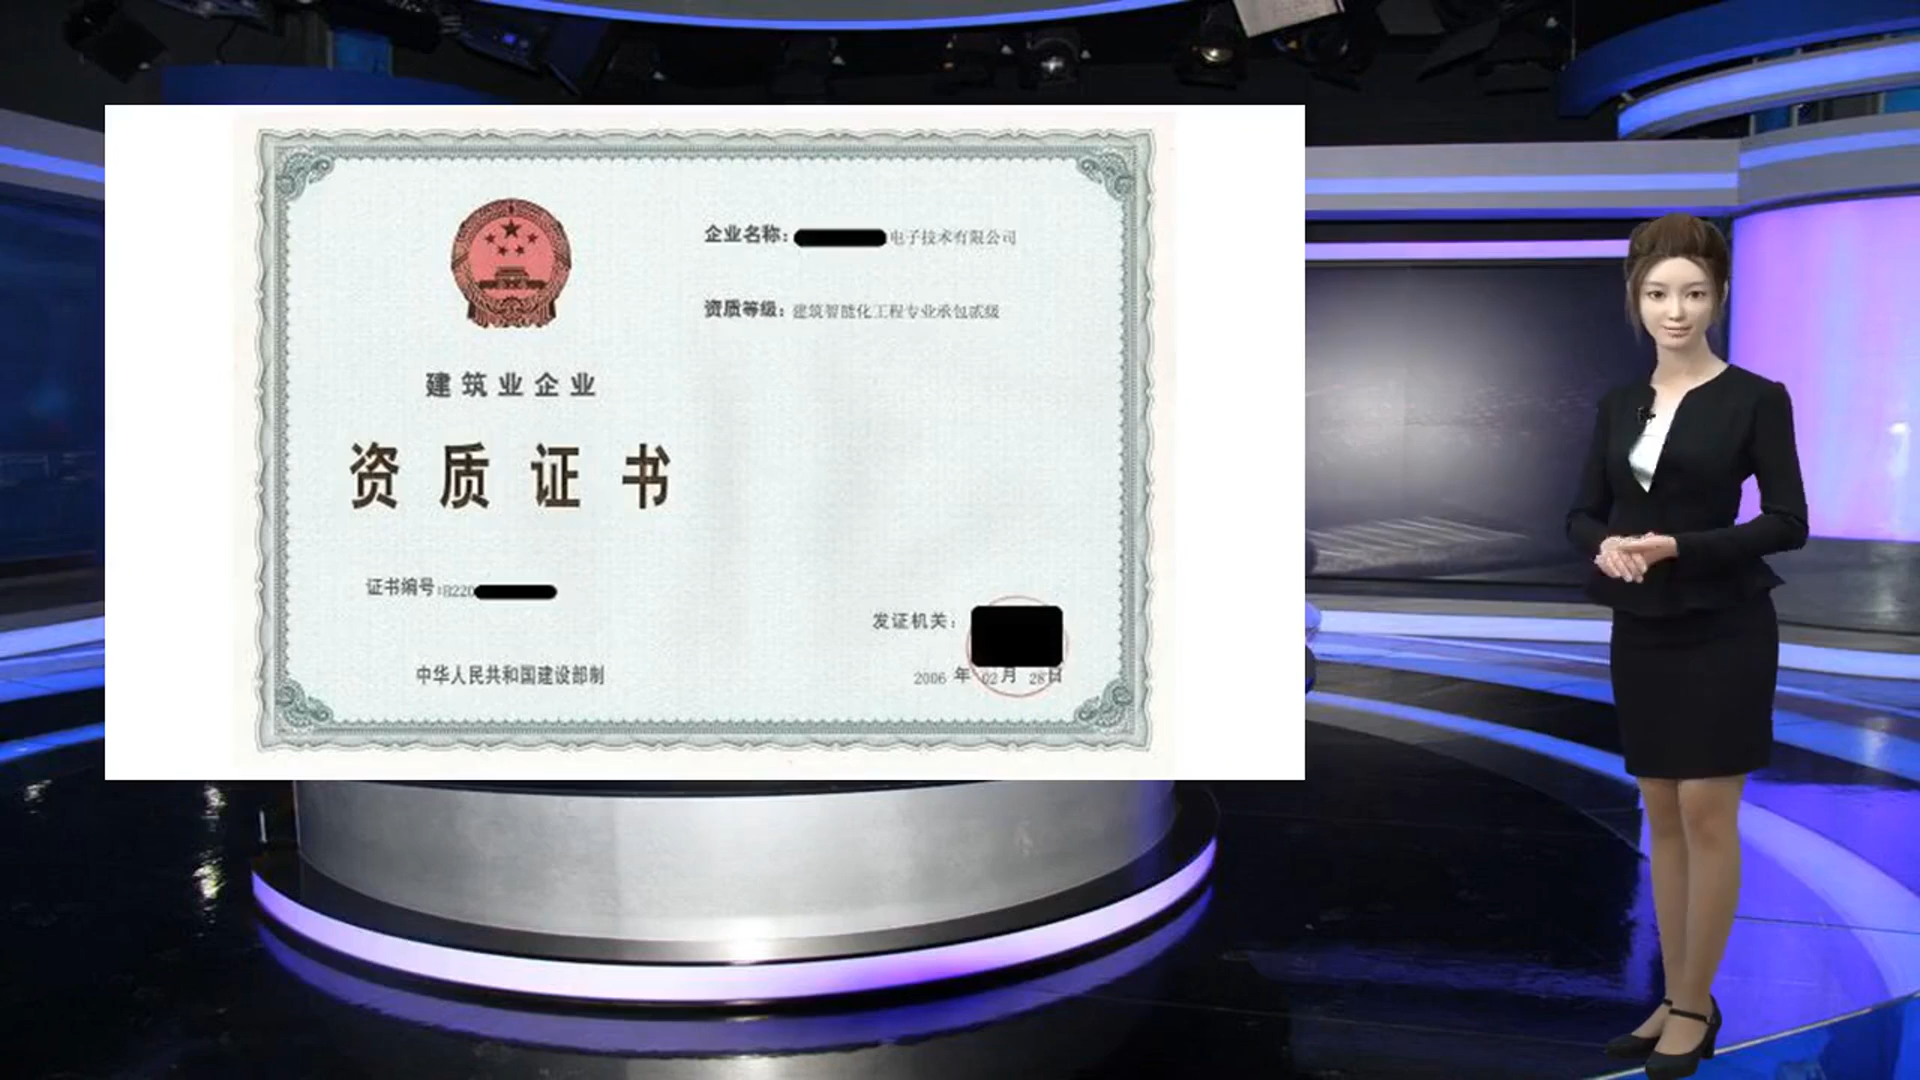 建筑业企业
资质证书
证书编号:B220
中华人民共和国建设部制
企业名称:电子技术有限公司
资质等级:建筑智能化工程专业承包贰级
发证机关:
2006 年 02 月 28 日